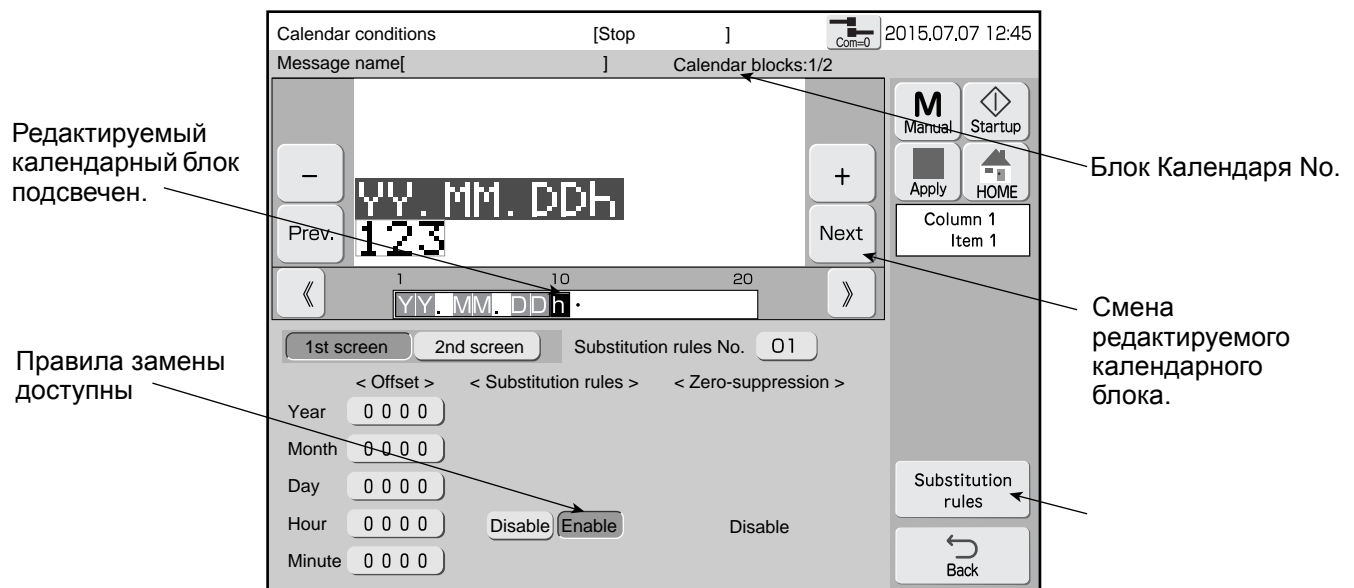 Calendar conditions [Stop ] Com=0 2015.07.07 12:45
Message name[ ] Calendar blocks:1/2
M
Manual
Startup
Apply
HOME
Column 1
Item 1
Редактируемый
календарный блок
подсвечен.
Блок Календаря No.
−
Prev.
YY.MM.DDh
123
+
Next
1 10 20
《
YY.MM.DDh·
》
Смена
редактируемого
календарного
блока.
1st screen 2nd screen Substitution rules No. 01
Правила замены
доступны
< Offset > < Substitution rules > < Zero-suppression >
Year 0000
Month 0000
Day 0000
Hour 0000 Disable Enable Disable
Minute 0000
Substitution
rules
Back